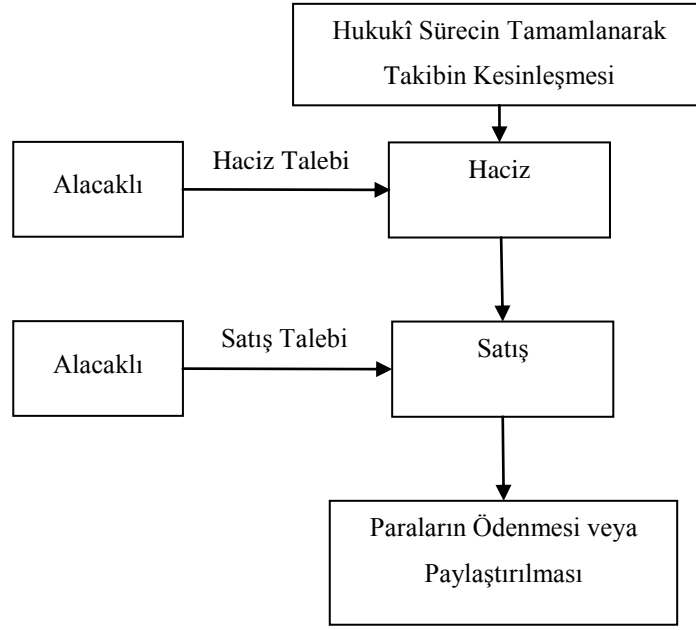 Hukukî Sürecin Tamamlanarak
Takibin Kesinleşmesi
Alacaklı
Haciz Talebi
Haciz
Alacaklı
Satış Talebi
Satış
Paraların Ödenmesi veya
Paylaştırılması